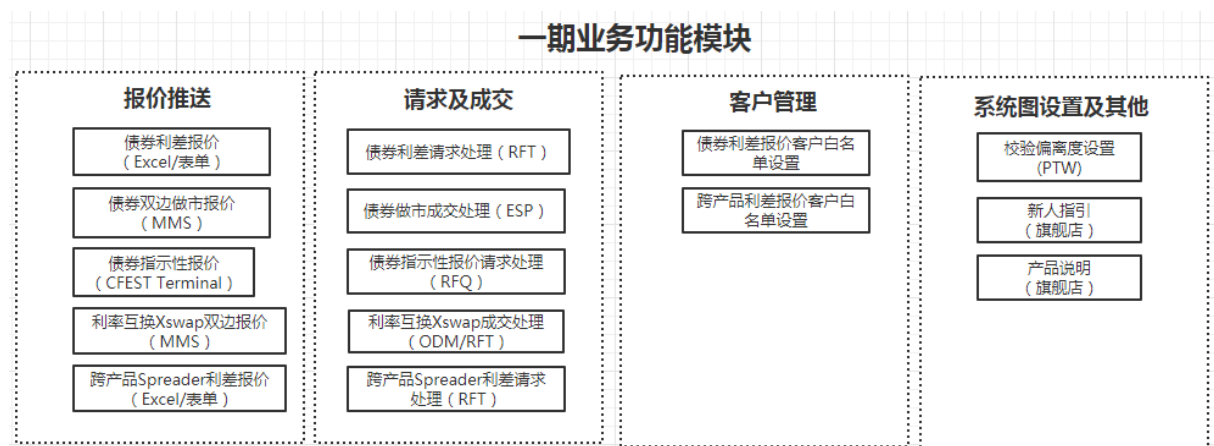 一期业务功能模块
报价推送
债券利差报价
（Excel/表单）
债券双边做市报价
（MMS）
债券指示性报价
（CFEST Terminal）
利率互换Xswap双边报价
（MMS）
跨产品Spreader利差报价
（Excel/表单）
请求及成交
债券利差请求处理（RFT）
债券做市成交处理（ESP）
债券指示性报价请求处理
（RFQ）
利率互换Xswap成交处理
（ODM/RFT）
跨产品Spreader利差请求
处理（RFT）
客户管理
债券利差报价客户白名
单设置
跨产品利差报价客户白
名单设置
系统图设置及其他
校验偏离度设置
(PTW)
新人指引
（旗舰店）
产品说明
（旗舰店）